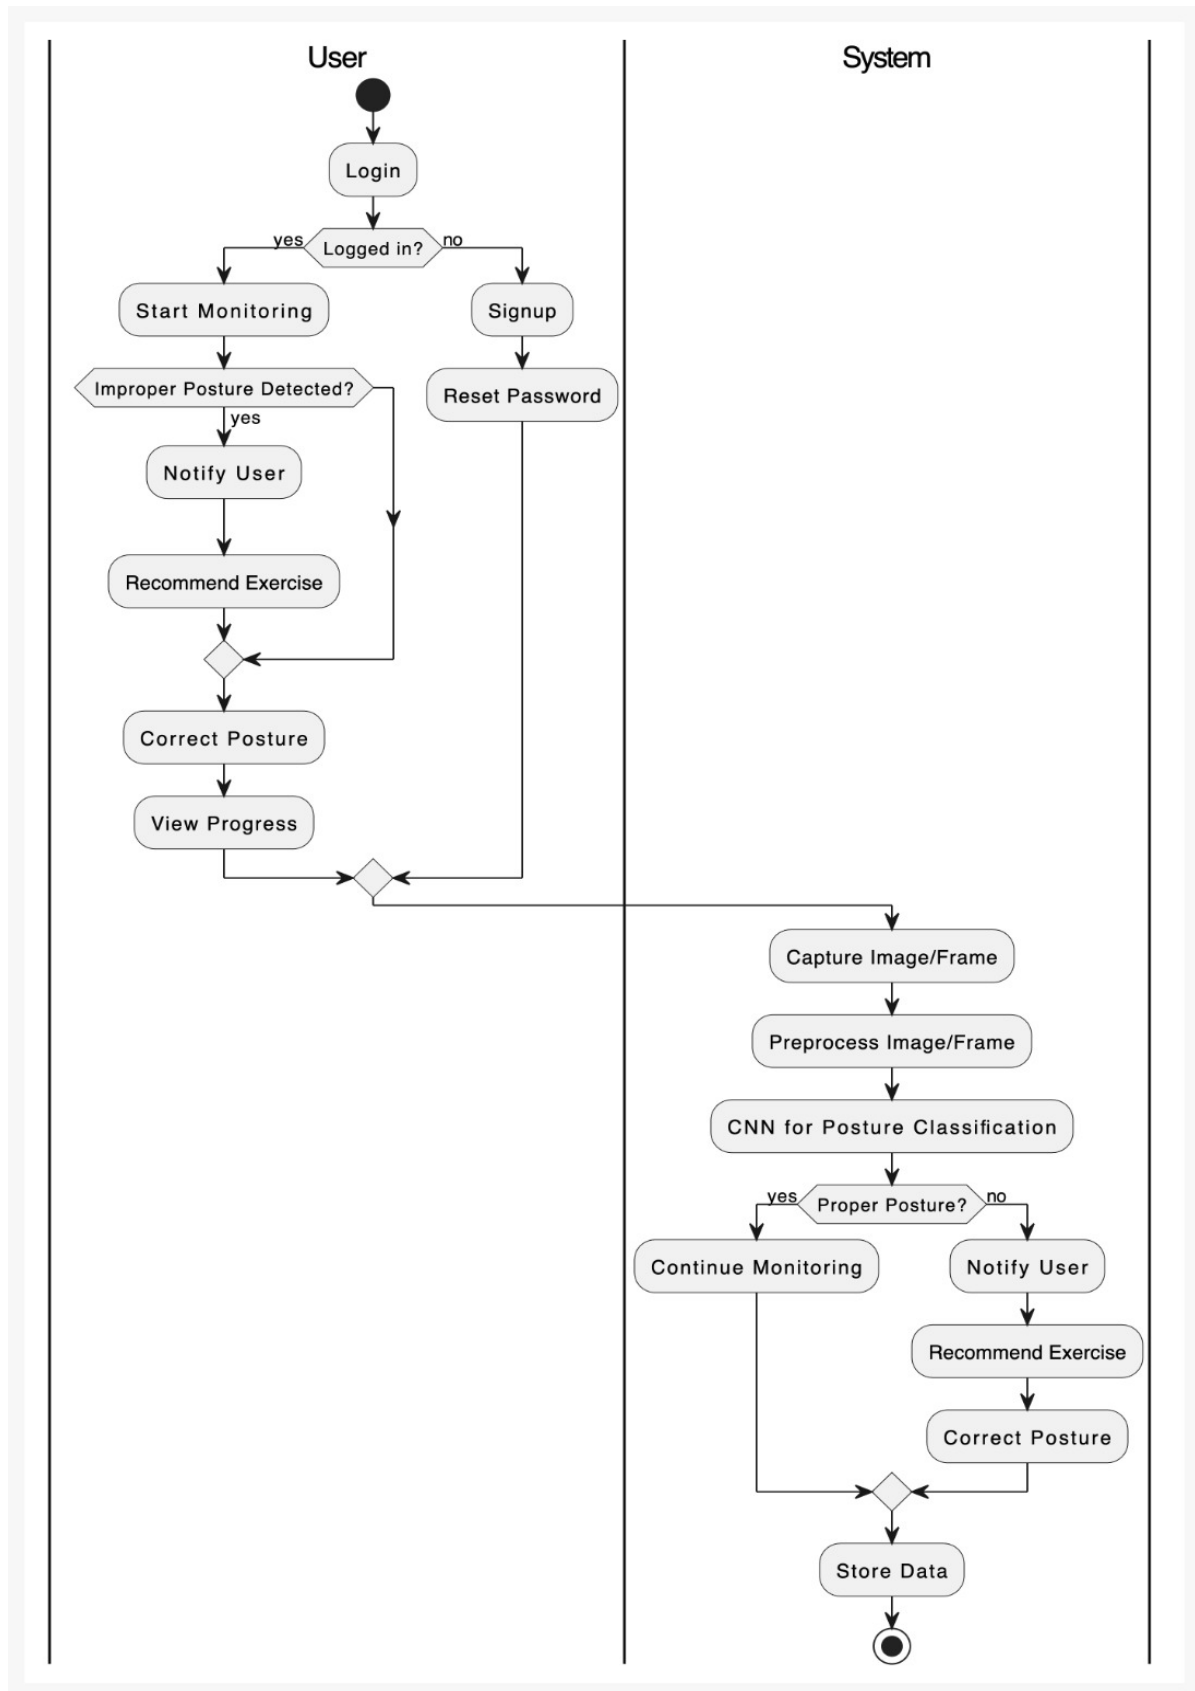 User
System
Login
yes
Logged in?
no
Start Monitoring
Signup
Improper Posture Detected?
Reset Password
yes
Notify User
Recommend Exercise
Correct Posture
View Progress
Capture Image/Frame
Preprocess Image/Frame
CNN for Posture Classification
yes
Proper Posture?
no
Continue Monitoring
Notify User
Recommend Exercise
Correct Posture
Store Data